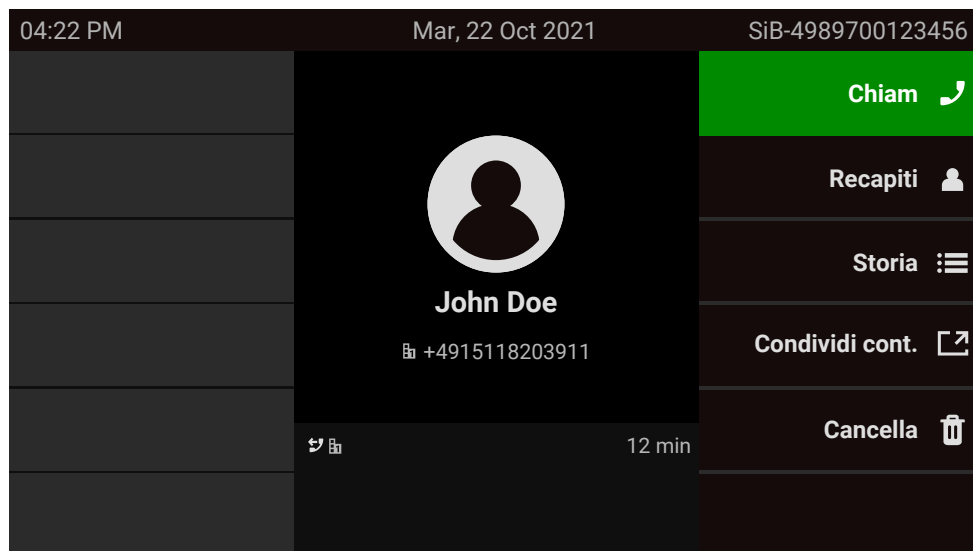 04:22 PM Mar, 22 Oct 2021 SiB-4989700123456
Chiam
Recapiti
Storia
John Doe
Condividi cont.
+4915118203911
Cancella
12 min